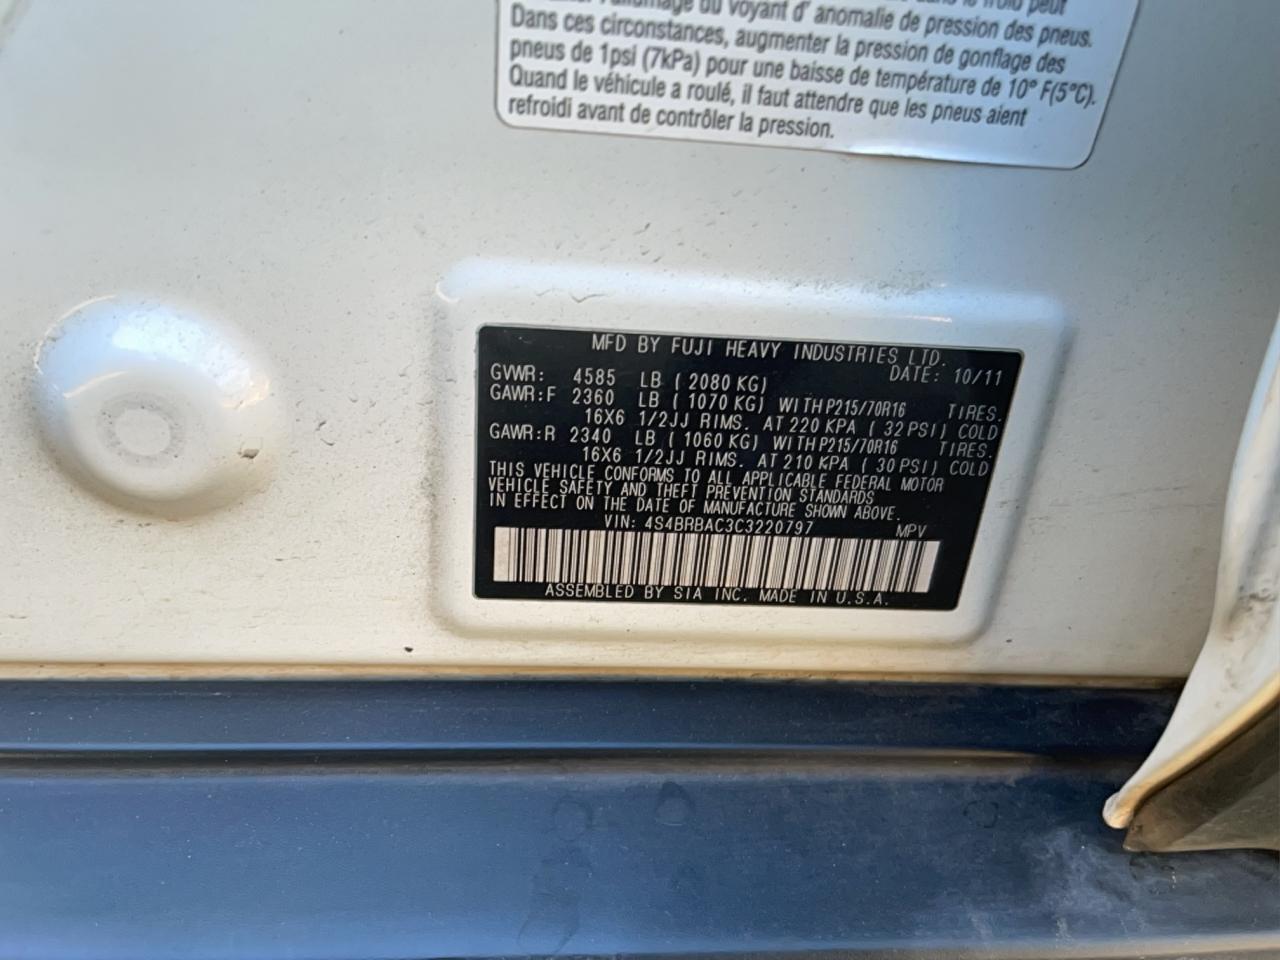 du voyant d' anomalie de pression des pneus.
Dans ces circonstances, augmenter la pression de gonflage des
pneus de 1psi (7kPa) pour une baisse de température de 10° F(5°C).
Quand le véhicule a roulé, il faut attendre que les pneus aient
refroidi avant de contrôler la pression.
MFD BY FUJI HEAVY INDUSTRIES LTD.
DATE: 10/11
GVWR: 4585 LB ( 2080 KG)
GAWR:F 2360 LB ( 1070 KG) WITH P215/70R16 TIRES.
16X6 1/2JJ RIMS. AT 220 KPA ( 32 PSI) COLD
GAWR:R 2340 LB ( 1060 KG) WITH P215/70R16 TIRES.
16X6 1/2JJ RIMS. AT 210 KPA ( 30 PSI) COLD
THIS VEHICLE CONFORMS TO ALL APPLICABLE FEDERAL MOTOR
VEHICLE SAFETY AND THEFT PREVENTION STANDARDS
IN EFFECT ON THE DATE OF MANUFACTURE SHOWN ABOVE.
VIN: 4S4BRBAC3C3220797 MPV
ASSEMBLED BY SIA INC. MADE IN U.S.A.